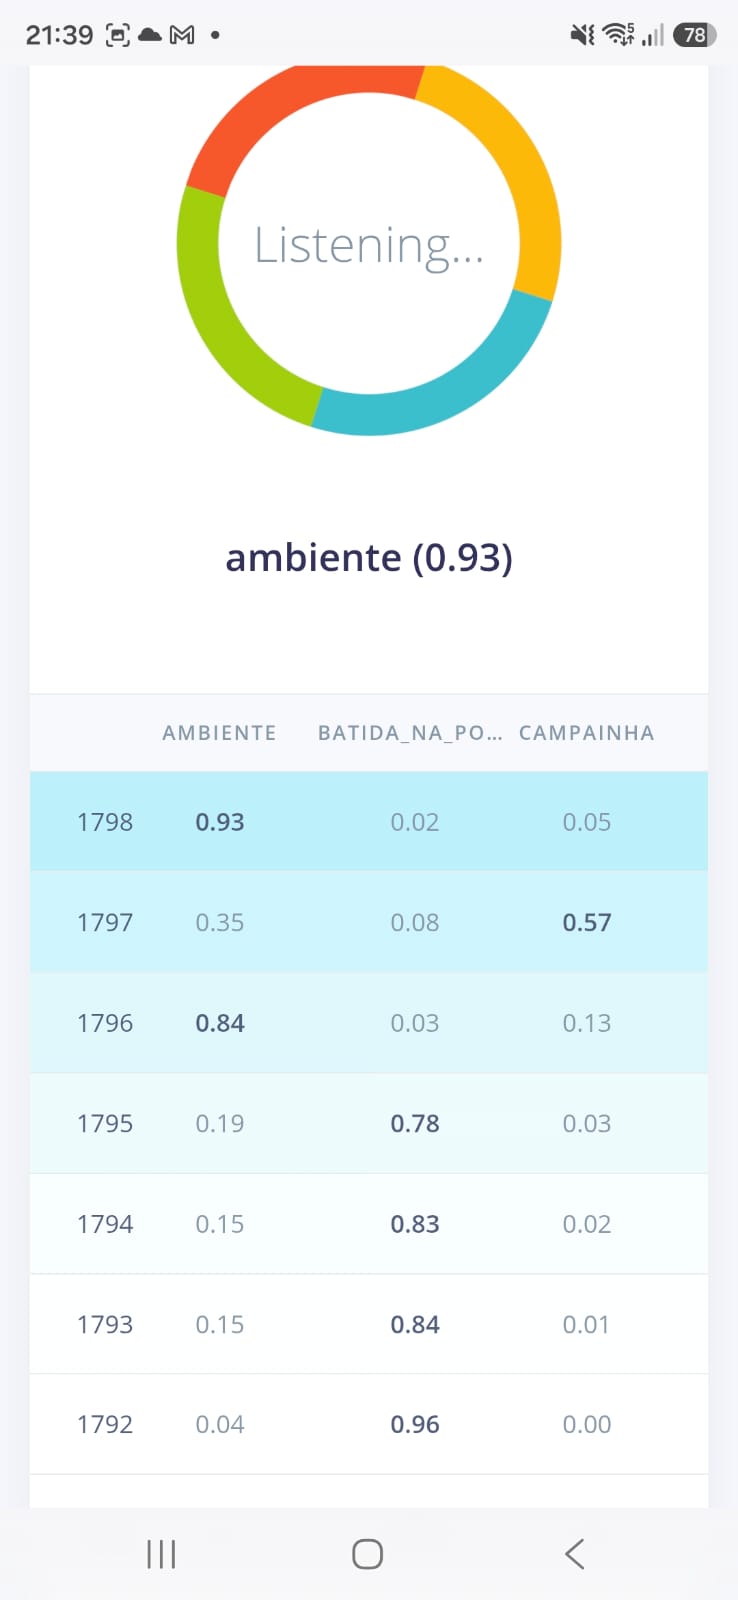 21:39
78
Listening...
ambiente (0.93)
AMBIENTE BATIDA_NA_PO... CAMPAINHA
1798 0.93 0.02 0.05
1797 0.35 0.08 0.57
1796 0.84 0.03 0.13
1795 0.19 0.78 0.03
1794 0.15 0.83 0.02
1793 0.15 0.84 0.01
1792 0.04 0.96 0.00